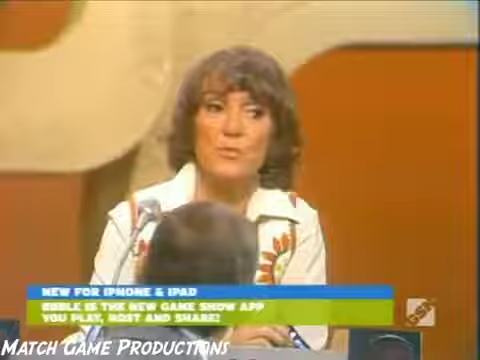 NEW FOR IPHONE & IPAD
BUBLE IS THE NEW GAME SHOW APP
YOU PLAY, HOST AND SHARE!
gsn
MATCH GAME PRODUCTIONS